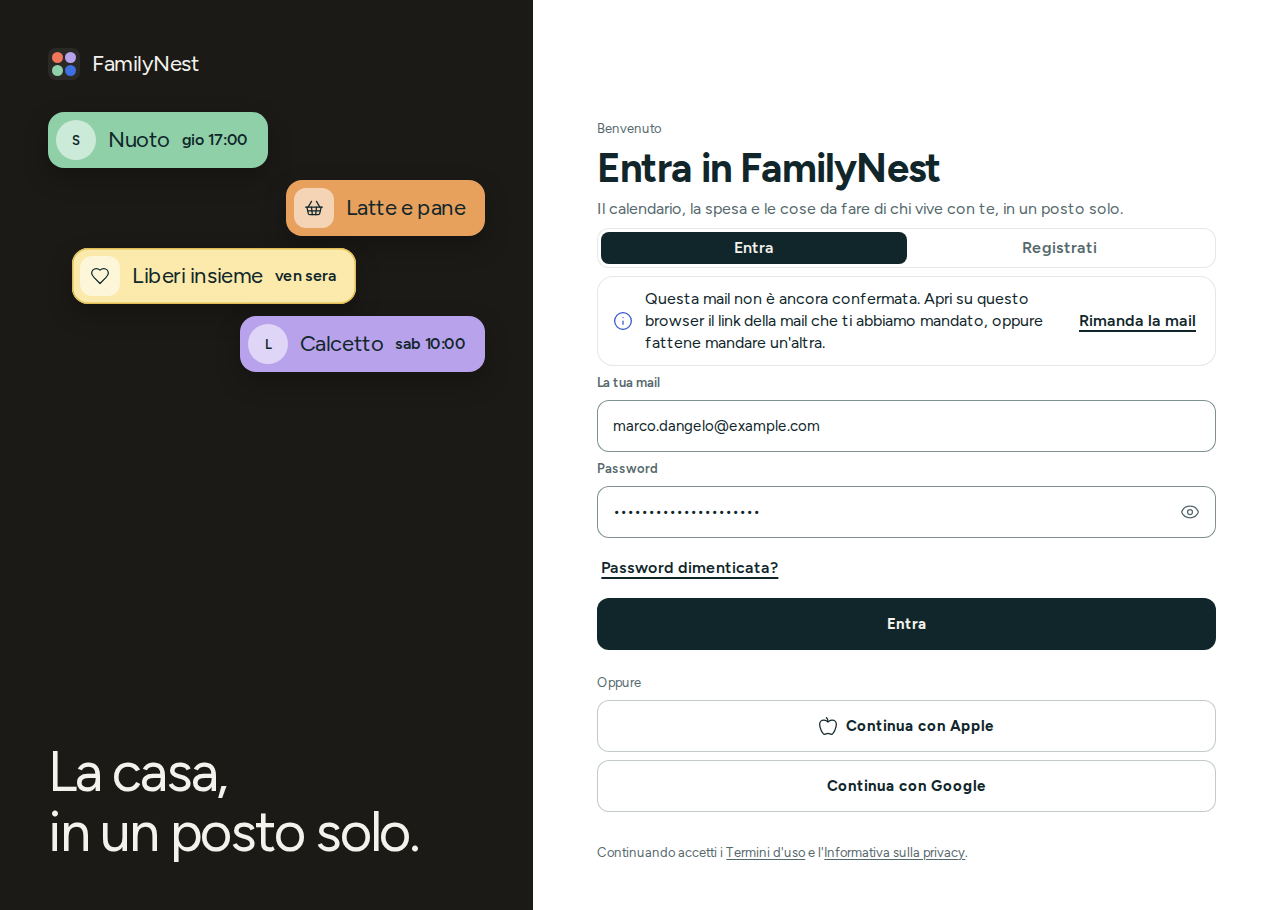 FamilyNest
S Nuoto gio 17:00
Latte e pane
Liberi insieme ven sera
L Calcetto sab 10:00
La casa,
in un posto solo.
Benvenuto
Entra in FamilyNest
Il calendario, la spesa e le cose da fare di chi vive con te, in un posto solo.
Entra Registrati
Questa mail non è ancora confermata. Apri su questo
browser il link della mail che ti abbiamo mandato, oppure
fattene mandare un'altra.
Rimanda la mail
La tua mail
marco.dangelo@example.com
Password
•••••••••••••••••••••
Password dimenticata?
Entra
Oppure
Continua con Apple
Continua con Google
Continuando accetti i Termini d'uso e l'Informativa sulla privacy.